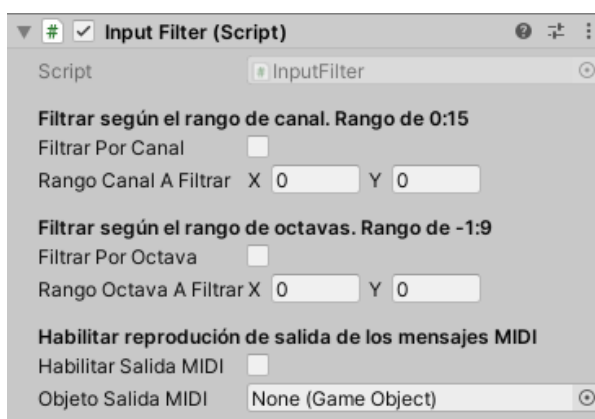 Input Filter (Script)
Script InputFilter
Filtrar según el rango de canal. Rango de 0:15
Filtrar Por Canal
Rango Canal A Filtrar X 0 Y 0
Filtrar según el rango de octavas. Rango de -1:9
Filtrar Por Octava
Rango Octava A Filtrar X 0 Y 0
Habilitar reprodución de salida de los mensajes MIDI
Habilitar Salida MIDI
Objeto Salida MIDI None (Game Object)